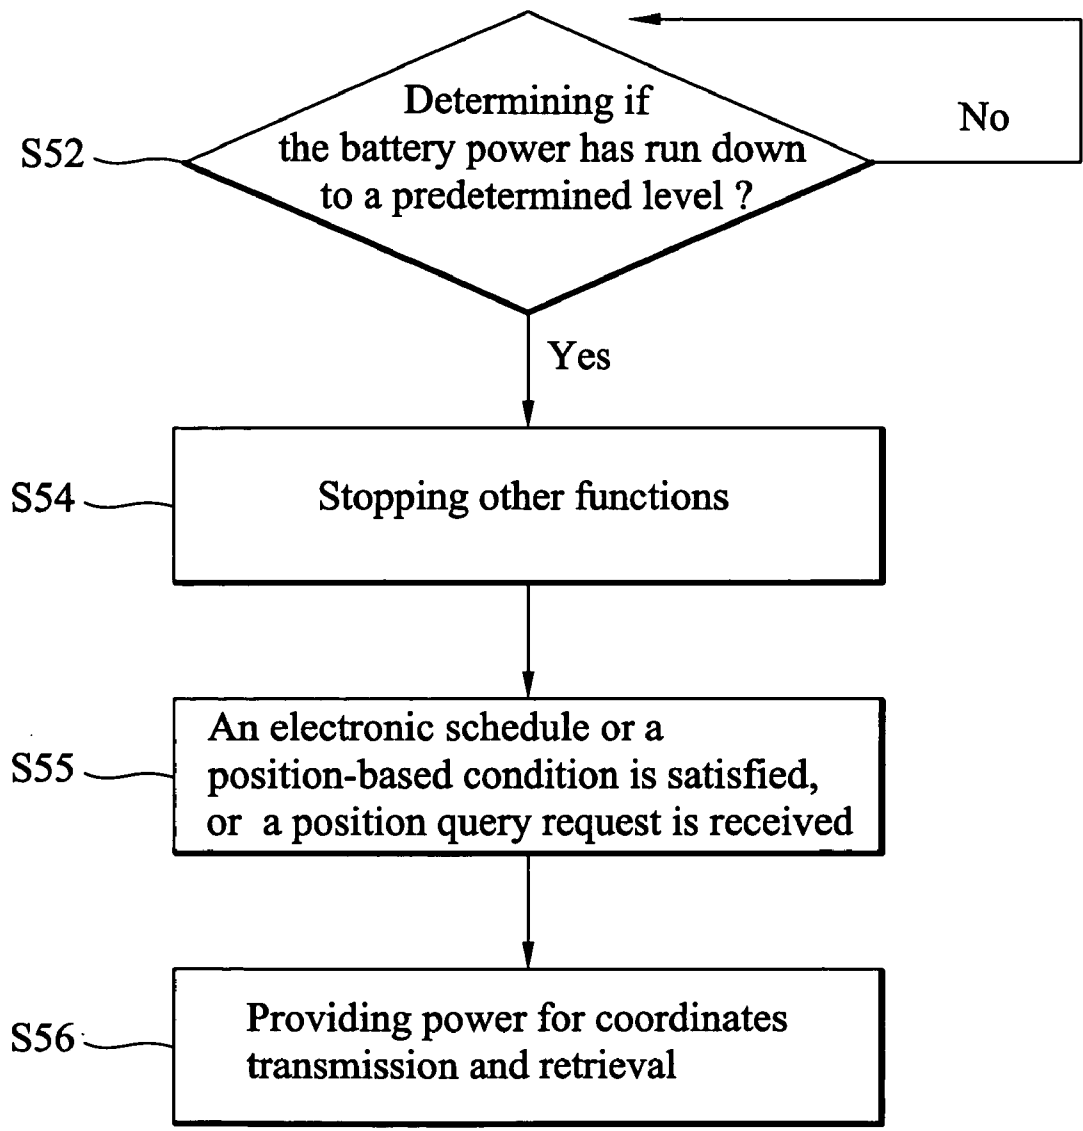 Determining if
the battery power has run down
to a predetermined level ?
S52
No
Yes
S54
Stopping other functions
S55
An electronic schedule or a
position-based condition is satisfied,
or a position query request is received
S56
Providing power for coordinates
transmission and retrieval